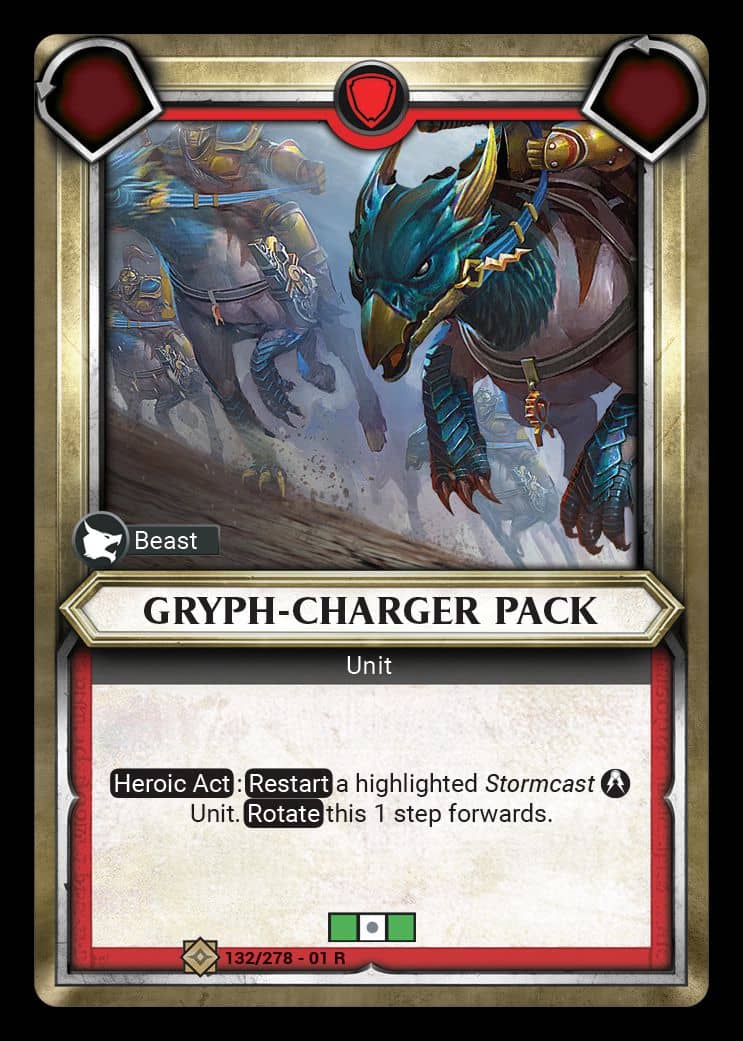 Beast
GRYPH-CHARGER PACK
Unit
Heroic Act : Restart a highlighted Stormcast
Unit. Rotate this 1 step forwards.
132/278 - 01 R